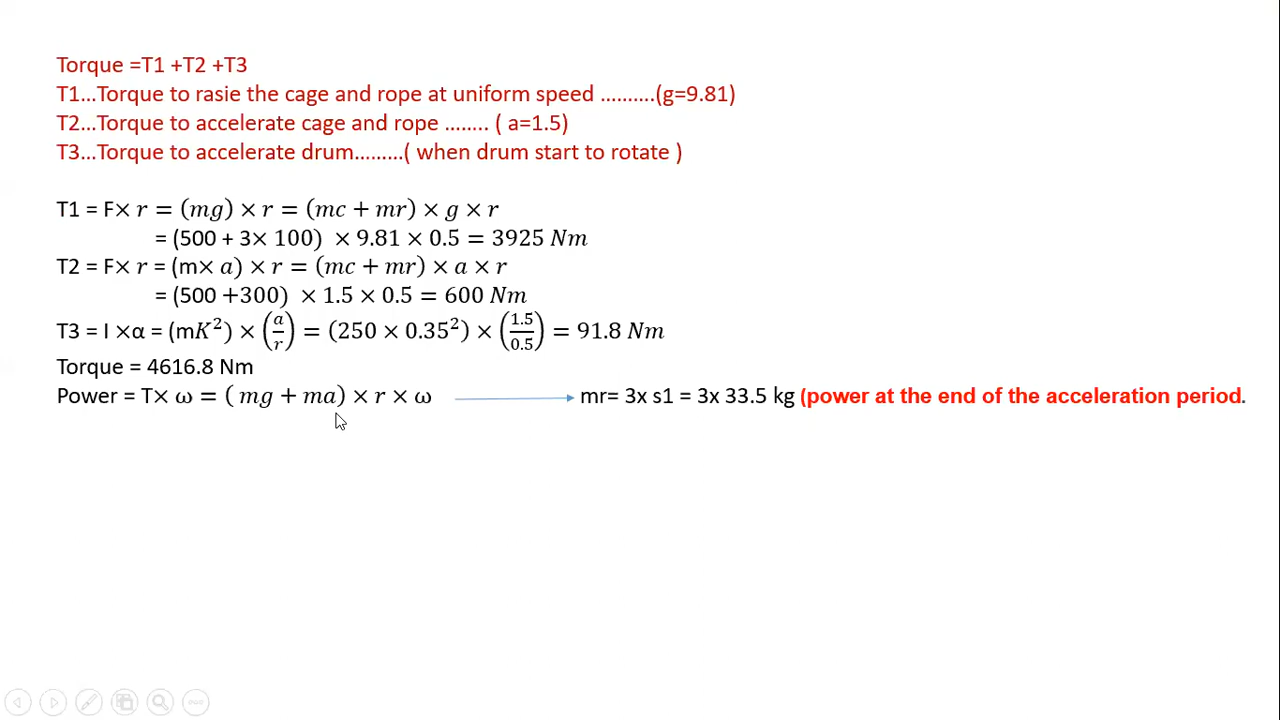 Torque =T1 +T2 +T3
T1...Torque to rasie the cage and rope at uniform speed ..........(g=9.81)
T2...Torque to accelerate cage and rope ........ ( a=1.5)
T3...Torque to accelerate drum.........( when drum start to rotate )
T1 = F× r = (mg) × r = (mc + mr) × g × r
= (500 + 3× 100) × 9.81 × 0.5 = 3925 Nm
T2 = F× r = (m× a) × r = (mc + mr) × a × r
= (500 +300) × 1.5 × 0.5 = 600 Nm
T3 = I ×α = (mK²) × (a/r) = (250 × 0.35²) × (1.5/0.5) = 91.8 Nm
Torque = 4616.8 Nm
Power = T× ω = ( mg + ma) × r × ω mr= 3x s1 = 3x 33.5 kg (power at the end of the acceleration period.